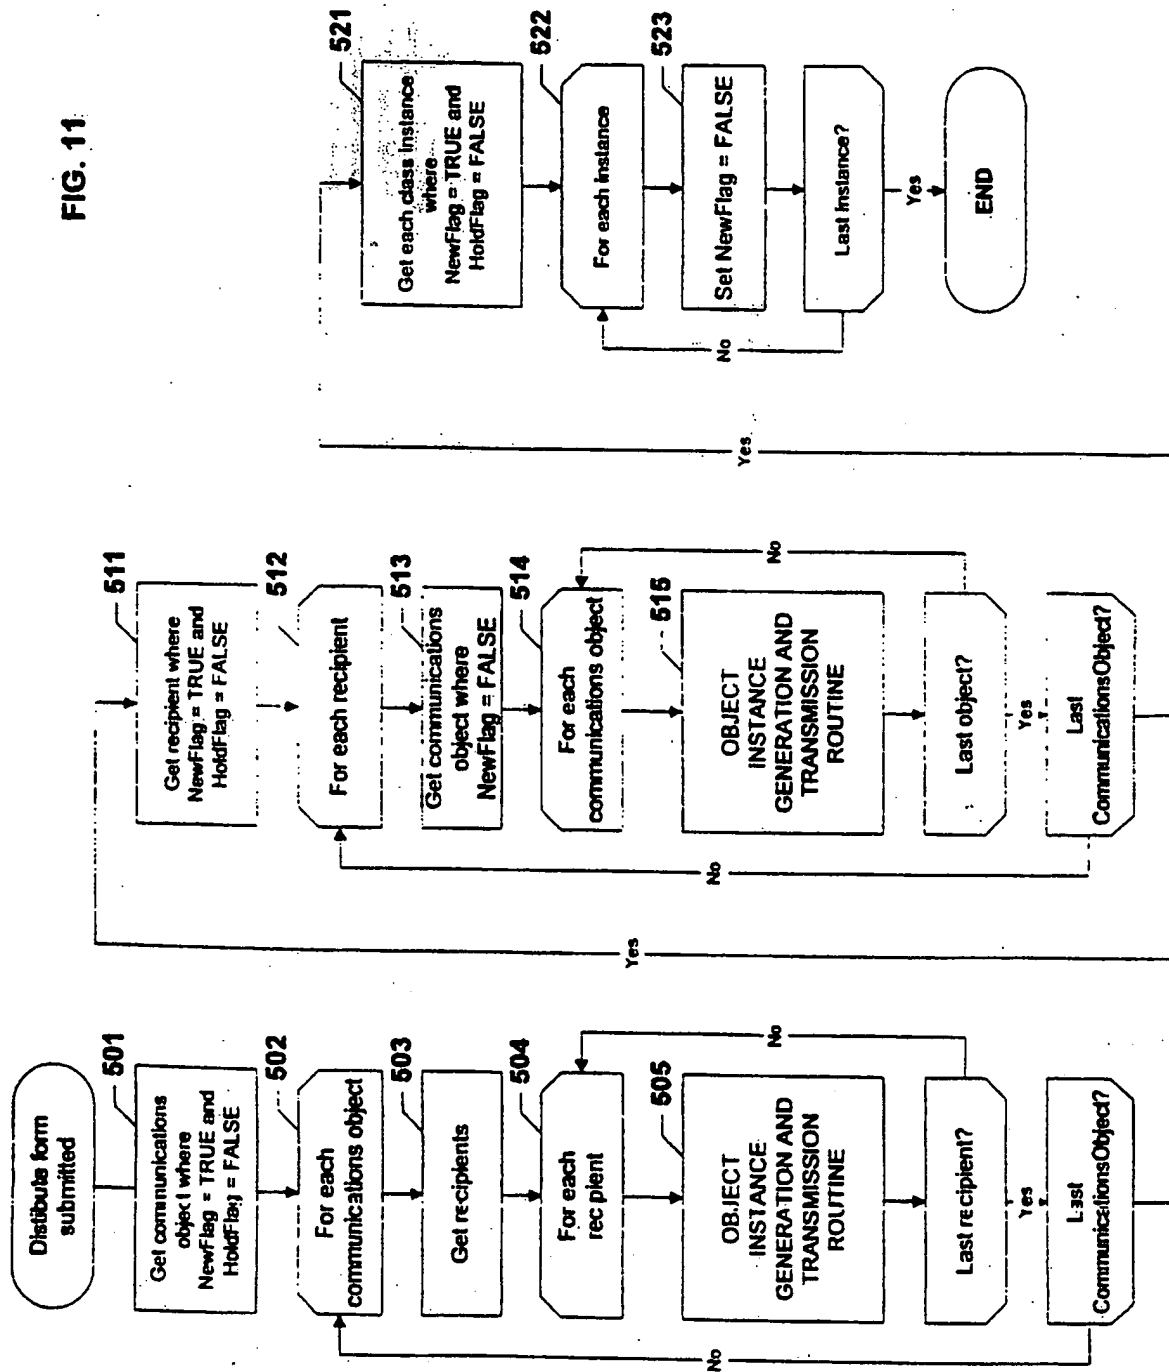 FIG. 11
Distibute form
submitted
501
Get communications
object where
NewFlag = TRUE and
HoldFlag = FALSE
502
For each
communications object
503
Get recipients
504
For each
recipient
505
OBJECT
INSTANCE
GENERATION AND
TRANSMISSION
ROUTINE
Last recipient?
No
Yes
Last
CommunicationsObject?
No
Yes
511
Get recipient where
NewFlag = TRUE and
HoldFlag = FALSE
512
For each recipient
513
Get communications
object where
NewFlag = FALSE
514
For each
communications object
515
OBJECT
INSTANCE
GENERATION AND
TRANSMISSION
ROUTINE
Last object?
No
Yes
Last
CommunicationsObject?
No
Yes
521
Get each class instance
where
NewFlag = TRUE and
HoldFlag = FALSE
522
For each instance
523
Set NewFlag = FALSE
Last instance?
No
Yes
END